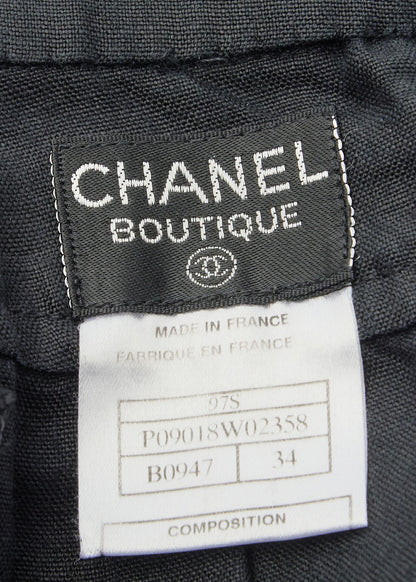 CHANEL
BOUTIQUE
MADE IN FRANCE
FABRIQUE EN FRANCE
97S
P09018W02358
B0947 34
COMPOSITION